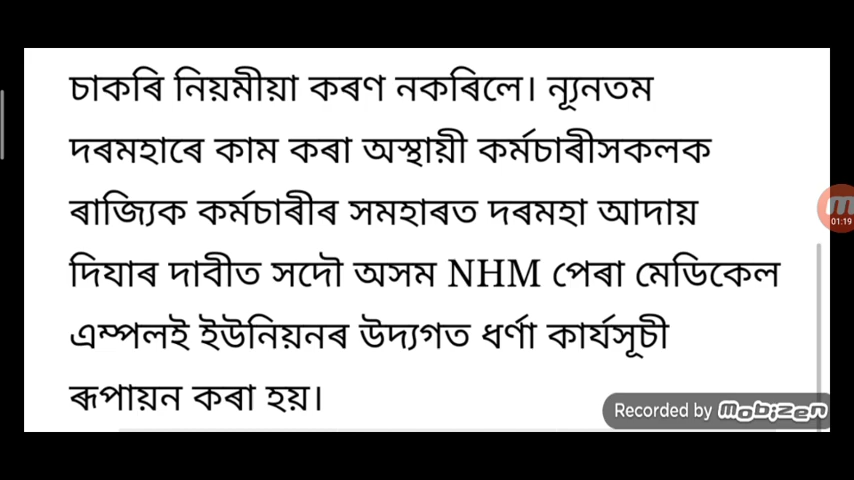 চাকৰি নিয়মীয়া কৰণ নকৰিলে। ন্যূনতম
দৰমহাৰে কাম কৰা অস্থায়ী কৰ্মচাৰীসকলক
ৰাজ্যিক কৰ্মচাৰীৰ সমহাৰত দৰমহা আদায়
দিযাৰ দাবীত সদৌ অসম NHM পেৰা মেডিকেল
এম্পলই ইউনিয়নৰ উদ্যগত ধৰ্ণা কাৰ্যসূচী
ৰূপায়ন কৰা হয়।
01:19
Recorded by Mobizen